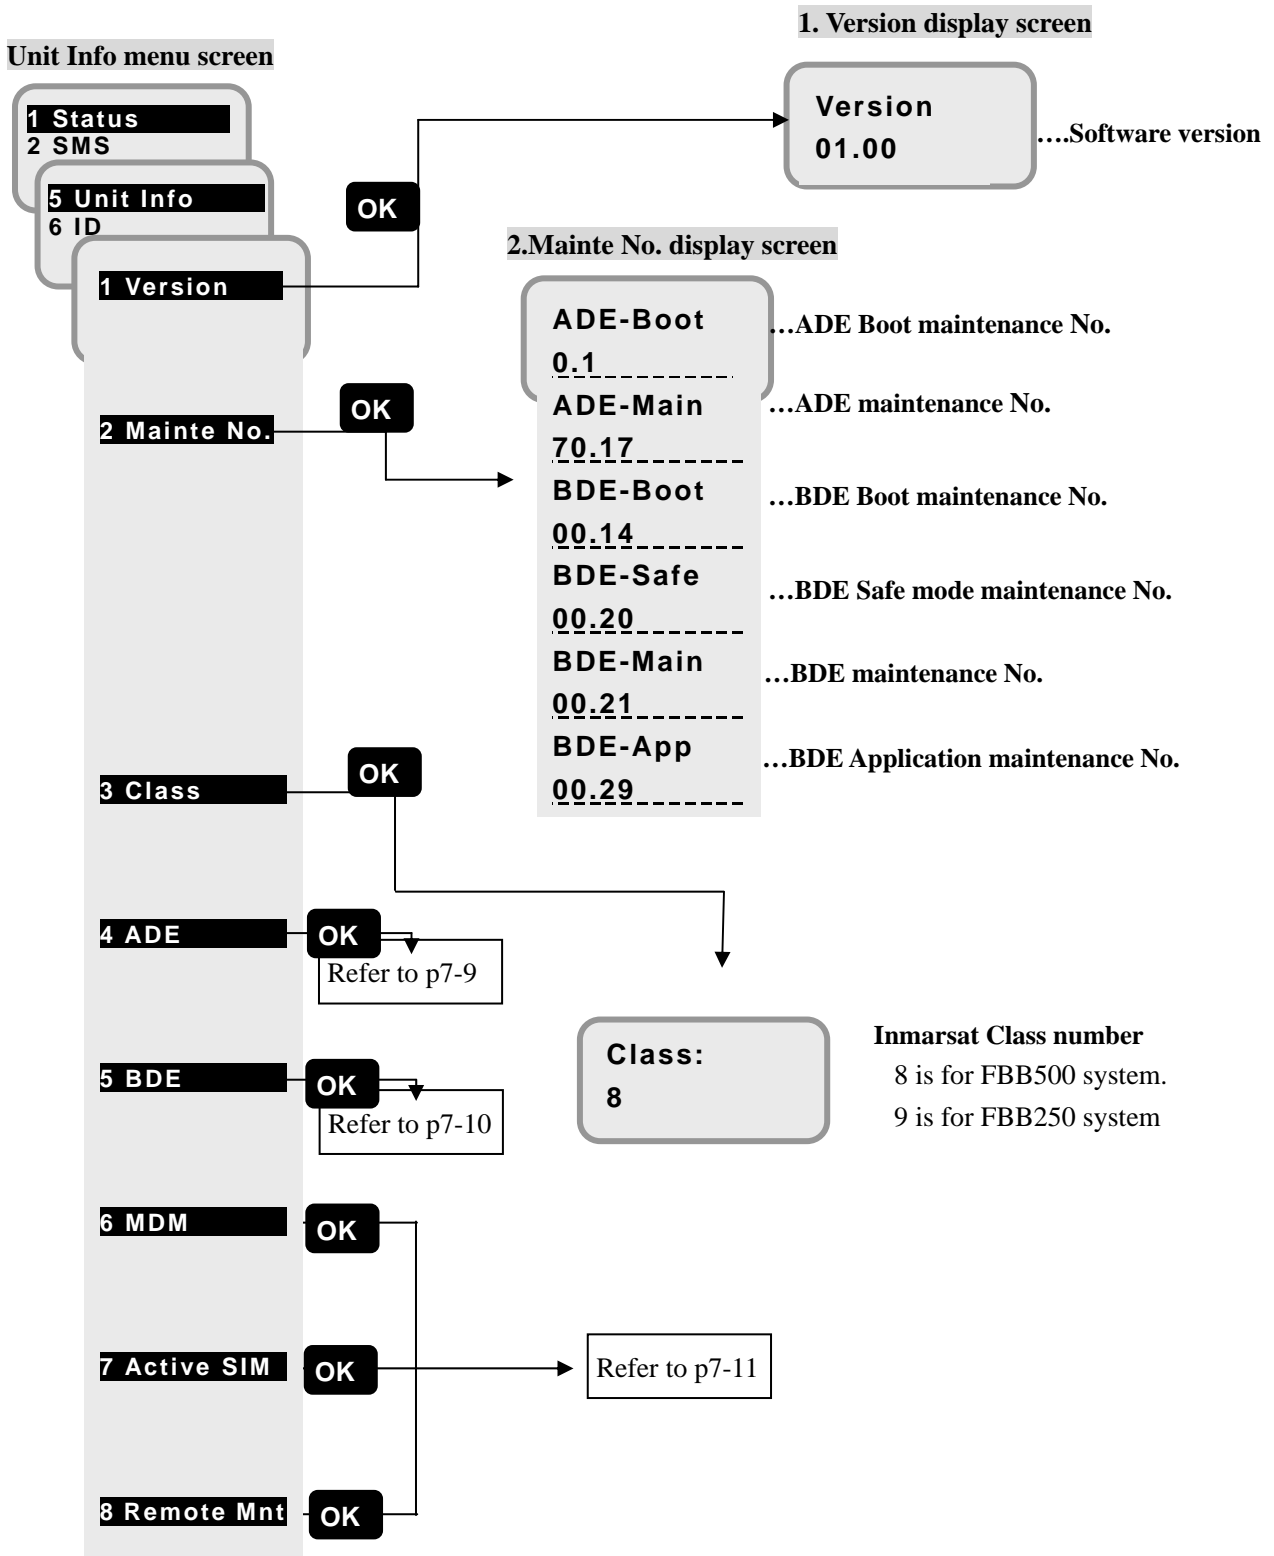 1. Version display screen
Unit Info menu screen
1 Status
2 SMS
5 Unit Info
6 ID
OK
Version
01.00
….Software version
2.Mainte No. display screen
1 Version
ADE-Boot
0.1
…ADE Boot maintenance No.
2 Mainte No.
OK
ADE-Main
70.17
…ADE maintenance No.
BDE-Boot
00.14
…BDE Boot maintenance No.
BDE-Safe
00.20
…BDE Safe mode maintenance No.
BDE-Main
00.21
…BDE maintenance No.
BDE-App
00.29
…BDE Application maintenance No.
3 Class
OK
4 ADE
OK
Refer to p7-9
Class:
8
Inmarsat Class number
8 is for FBB500 system.
9 is for FBB250 system
5 BDE
OK
Refer to p7-10
6 MDM
OK
7 Active SIM
OK
Refer to p7-11
8 Remote Mnt
OK